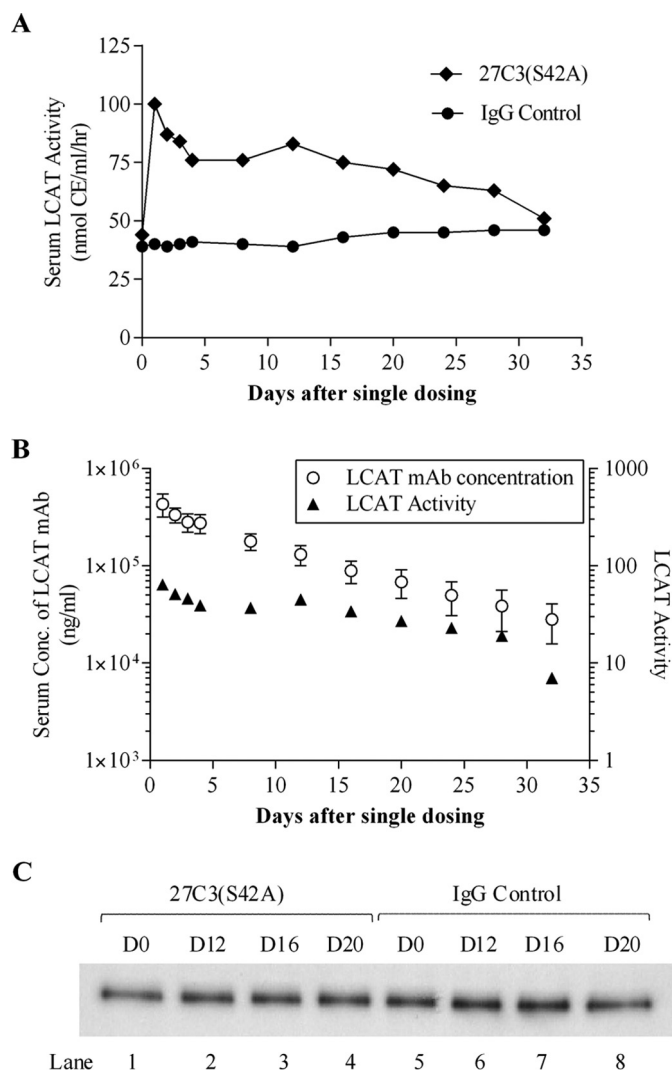 A
Serum LCAT Activity
(nmol CE/ml/hr)
125
100
75
50
25
0
27C3(S42A)
IgG Control
0 5 10 15 20 25 30 35
Days after single dosing
B
Serum Conc. of LCAT mAb
(ng/ml)
1×10⁶
1×10⁵
1×10⁴
1×10³
LCAT mAb concentration
LCAT Activity
1000
100
10
1
LCAT Activity
0 5 10 15 20 25 30 35
Days after single dosing
C
27C3(S42A) IgG Control
D0 D12 D16 D20 D0 D12 D16 D20
Lane 1 2 3 4 5 6 7 8